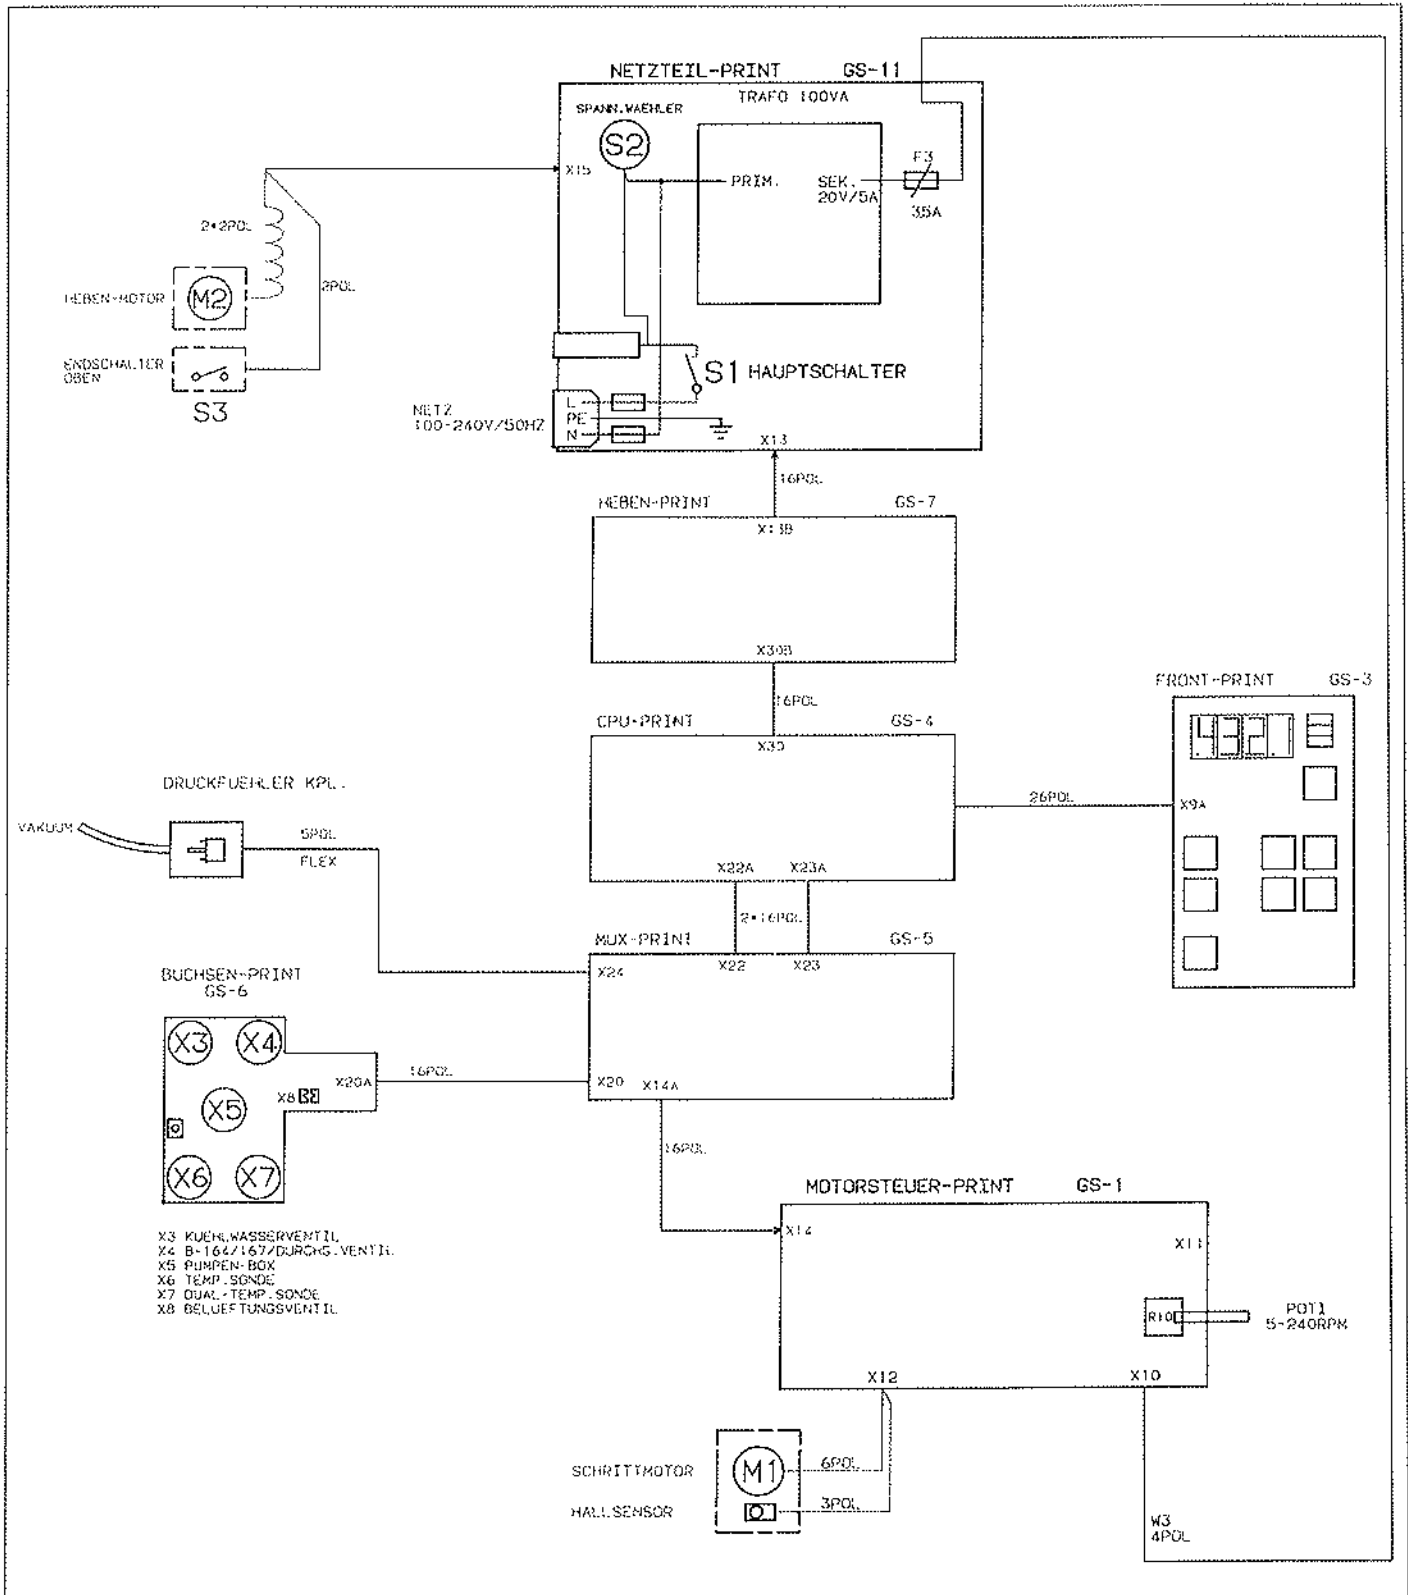 NETZTEIL-PRINT GS-11
TRAFO 100VA
SPANN.WAEHLER
S2
X15
PRIM.
SEK.
20V/5A
F3
2*2POL
2POL
HEBEN-MOTOR
M2
ENDSCHALTER
OBEN
S3
S1 HAUPTSCHALTER
NETZ
100-240V/50HZ
L
PE
N
X13
16POL
HEBEN-PRINT GS-7
X13B
X30B
16POL
CPU-PRINT GS-4
X30
X22A X23A
26POL
FRONT-PRINT GS-3
432
X9A
DRUCKFUEHLER KPL.
VAKUUM
5POL
FLEX
2*16POL
MUX-PRINT GS-5
X24 X22 X23
X20 X14A
BUCHSEN-PRINT
GS-6
X3 X4
X5
X6 X7
X8
X20A
16POL
16POL
X3 KUEHLWASSERVENTIL
X4 B-164/167/DURCHG.VENTIL
X5 PUMPEN-BOX
X6 TEMP.SONDE
X7 DUAL-TEMP.SONDE
X8 BELUEFTUNGSVENTIL
MOTORSTEUER-PRINT GS-1
X14
X11
R10
POT1
5-240RPM
X12 X10
SCHRITTMOTOR
M1
6POL
HALLSENSOR
3POL
W3
4POL